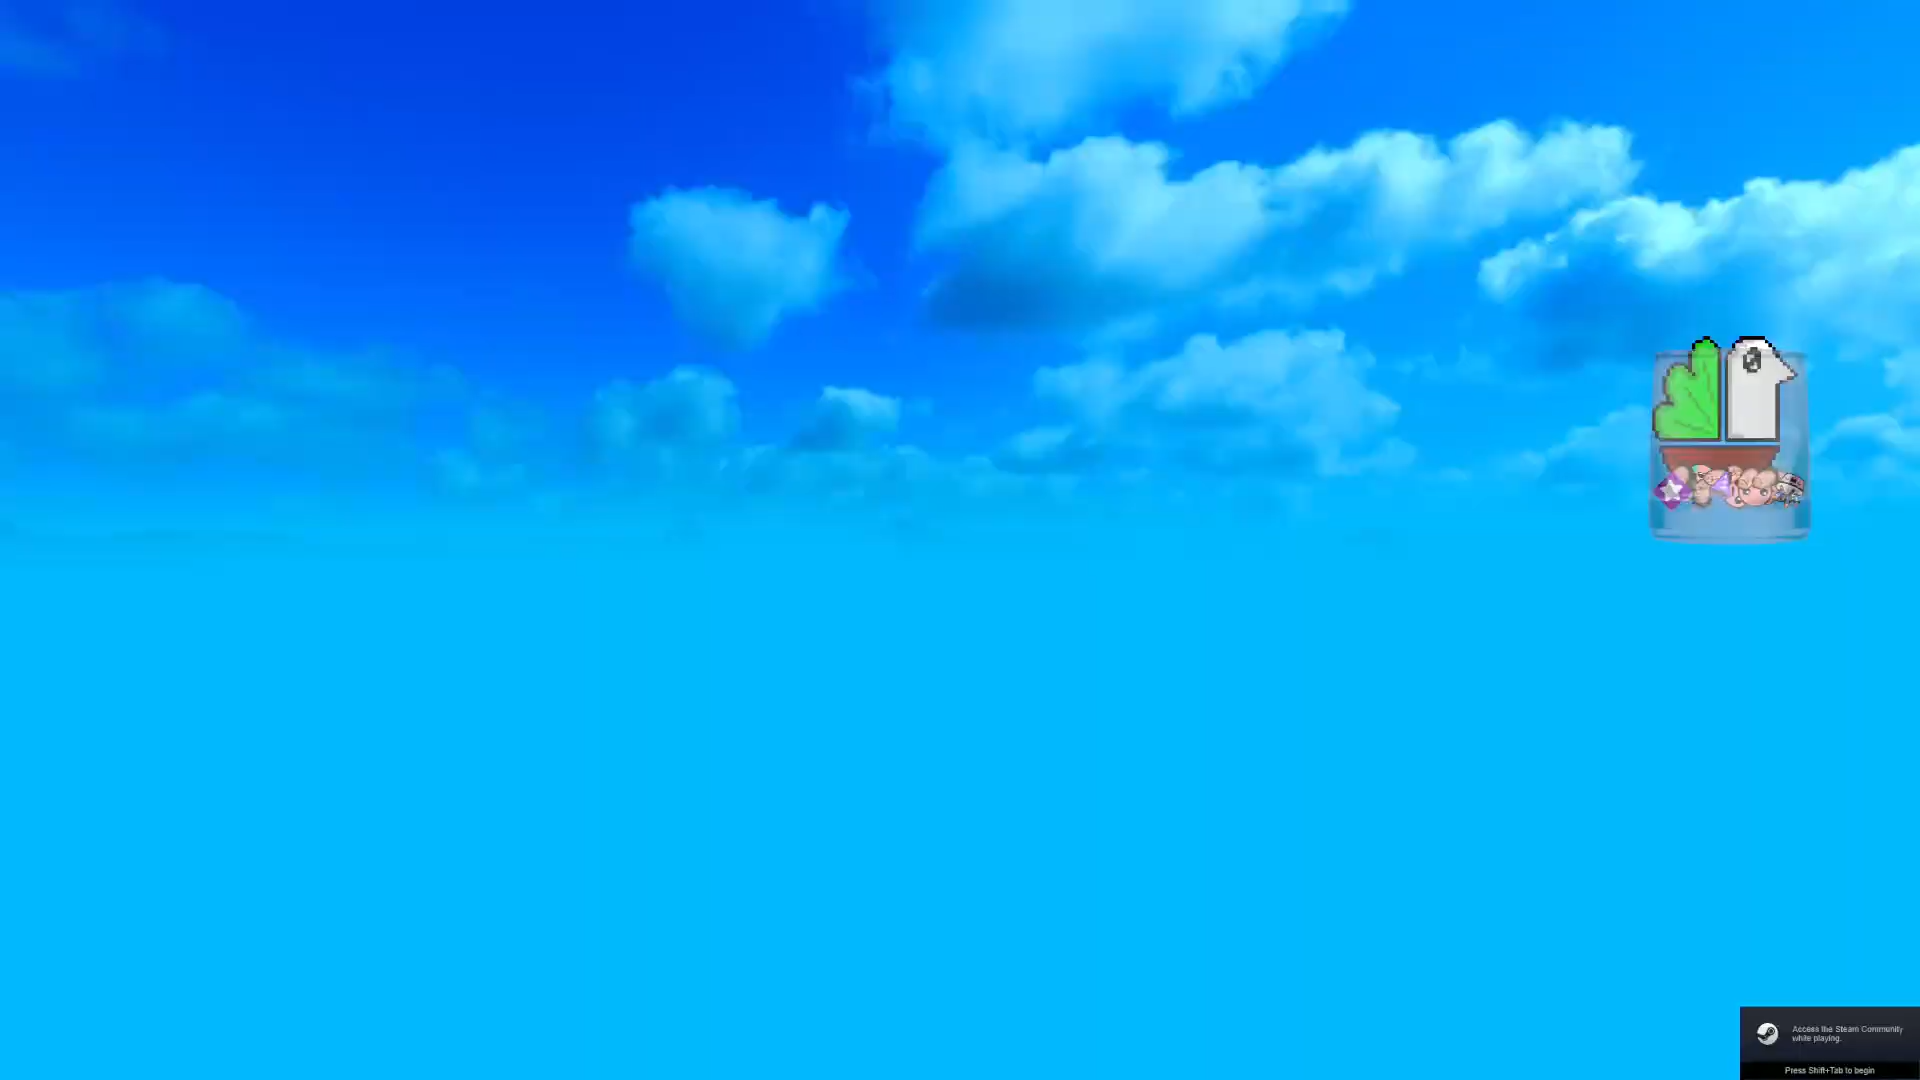 Access the Steam Community
while playing.
Press Shift+Tab to begin